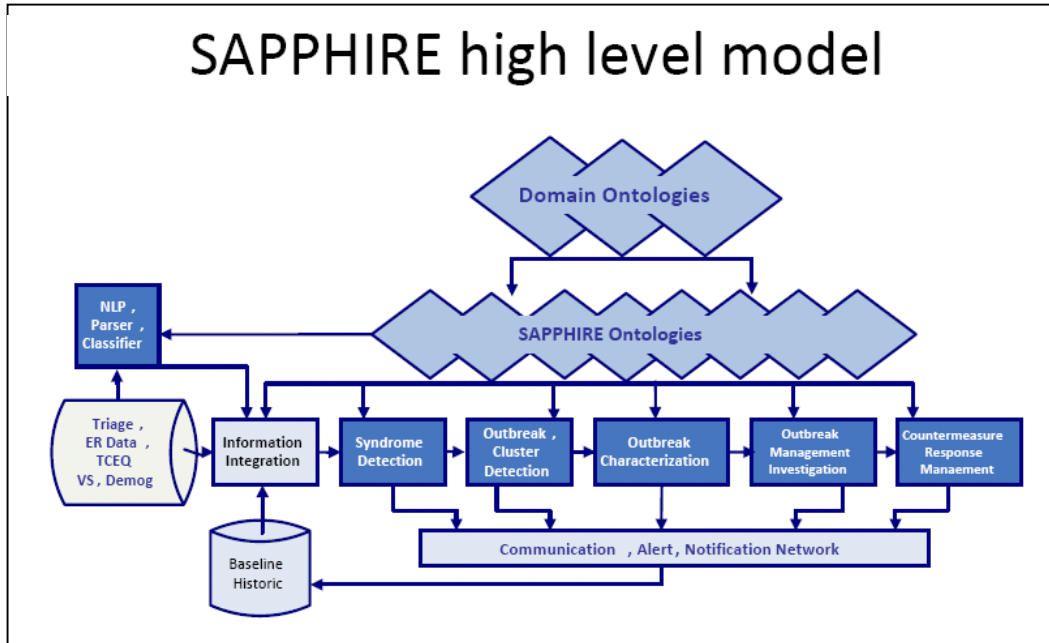 SAPPHIRE high level model
Domain Ontologies
SAPPHIRE Ontologies
NLP ,
Parser ,
Classifier
Triage ,
ER Data ,
TCEQ
VS , Demog
Information
Integration
Syndrome
Detection
Outbreak ,
Cluster
Detection
Outbreak
Characterization
Outbreak
Management
Investigation
Countermeasure
Response
Manaement
Communication , Alert , Notification Network
Baseline
Historic